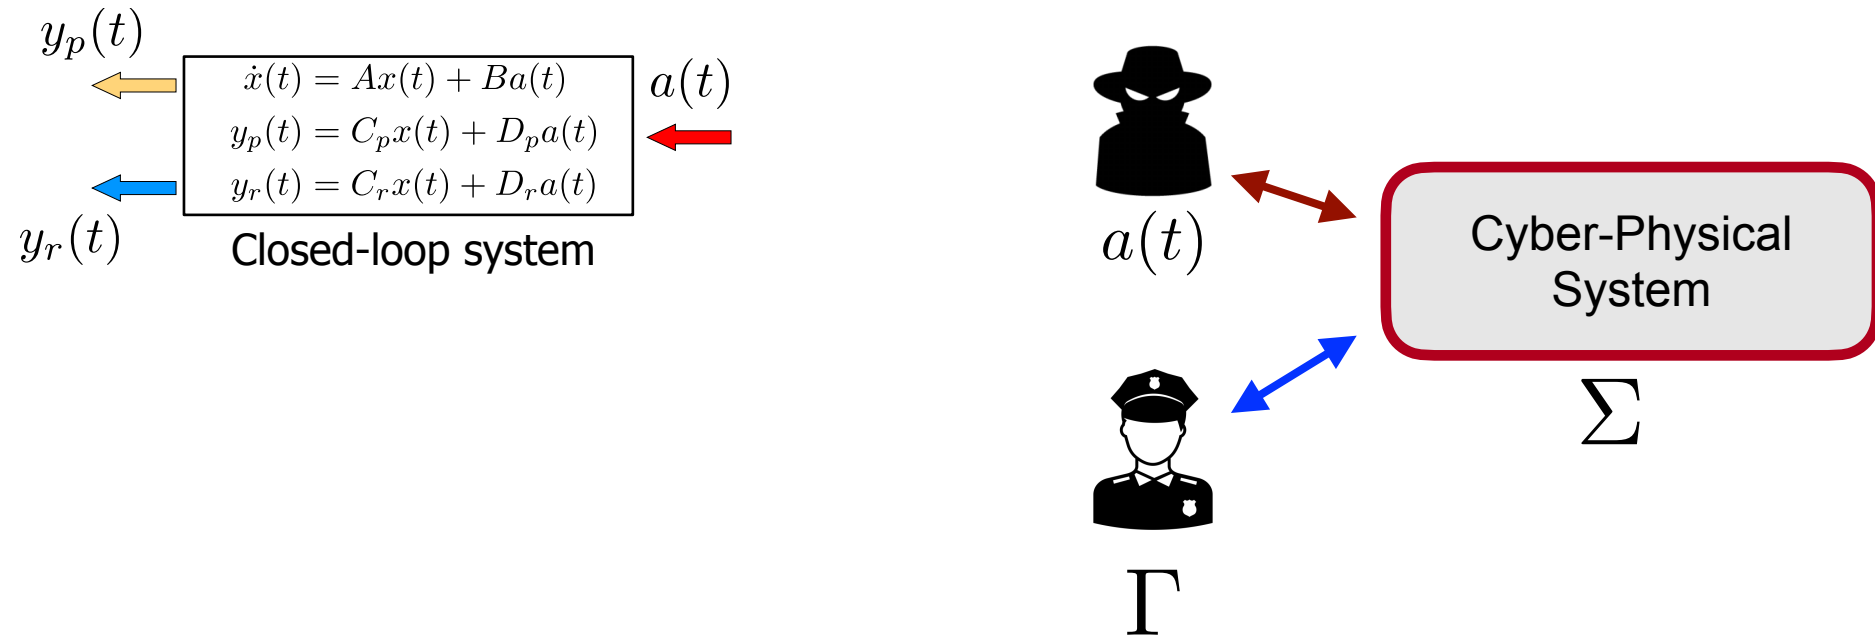 y_p(t)
ẋ(t) = Ax(t) + Ba(t)
y_p(t) = C_p x(t) + D_p a(t)
y_r(t) = C_r x(t) + D_r a(t)
a(t)
y_r(t)
Closed-loop system
a(t)
Cyber-Physical
System
Σ
Γ